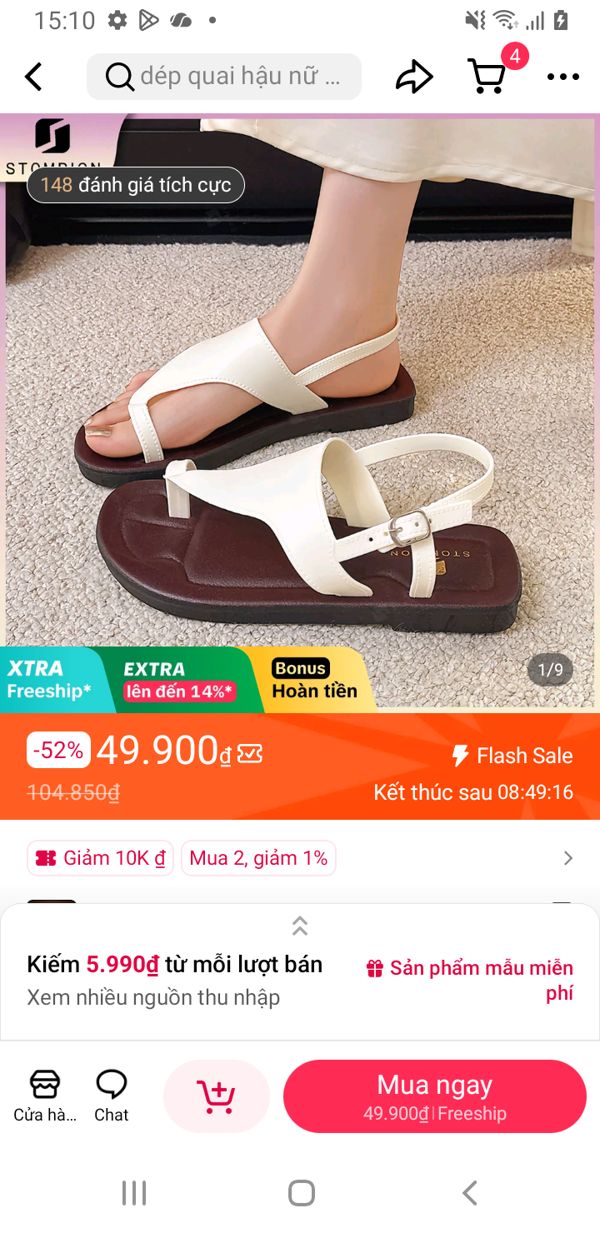 15:10
dép quai hậu nữ ...
4
STOMPION
148 đánh giá tích cực
STOMPION
XTRA
Freeship*
EXTRA
lên đến 14%*
Bonus
Hoàn tiền
1/9
-52% 49.900₫
Flash Sale
104.850₫
Kết thúc sau 08:49:16
Giảm 10K ₫
Mua 2, giảm 1%
Kiếm 5.990₫ từ mỗi lượt bán
Xem nhiều nguồn thu nhập
Sản phẩm mẫu miễn
phí
Cửa hà...
Chat
Mua ngay
49.900₫|Freeship